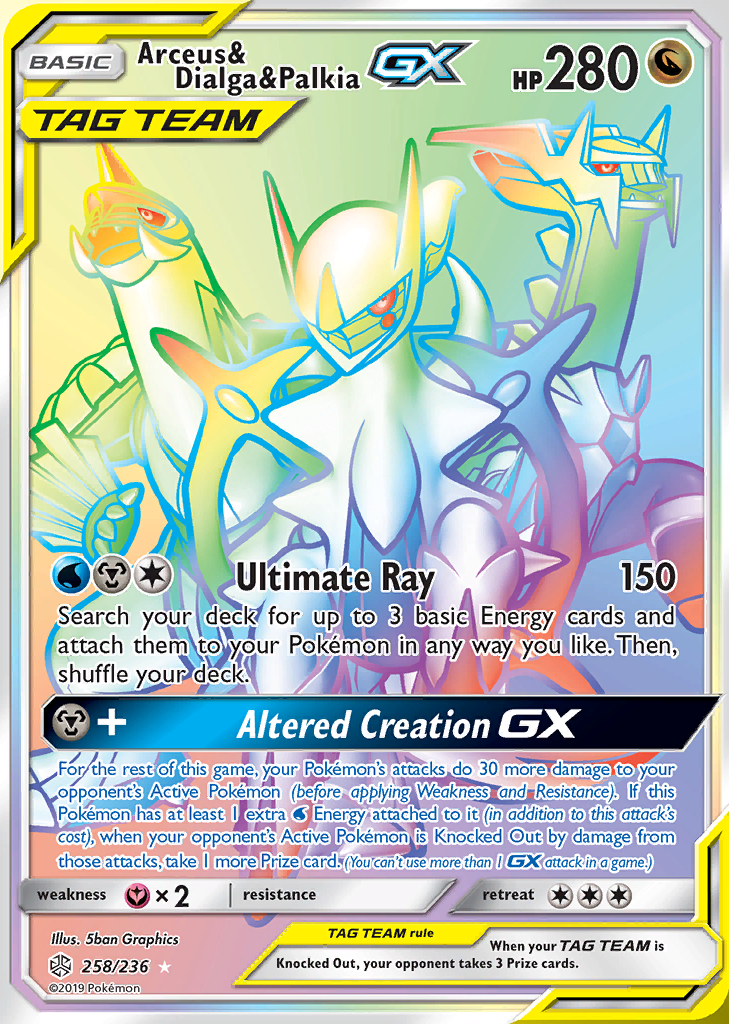 BASIC
Arceus&
Dialga&Palkia GX
HP 280
TAG TEAM
Ultimate Ray 150
Search your deck for up to 3 basic Energy cards and
attach them to your Pokémon in any way you like. Then,
shuffle your deck.
+ Altered Creation GX
For the rest of this game, your Pokémon's attacks do 30 more damage to your
opponent's Active Pokémon (before applying Weakness and Resistance). If this
Pokémon has at least 1 extra Energy attached to it (in addition to this attack's
cost), when your opponent's Active Pokémon is Knocked Out by damage from
those attacks, take 1 more Prize card. (You can't use more than 1 GX attack in a game.)
weakness ×2 resistance retreat
Illus. 5ban Graphics
258/236
©2019 Pokémon
TAG TEAM rule
When your TAG TEAM is
Knocked Out, your opponent takes 3 Prize cards.